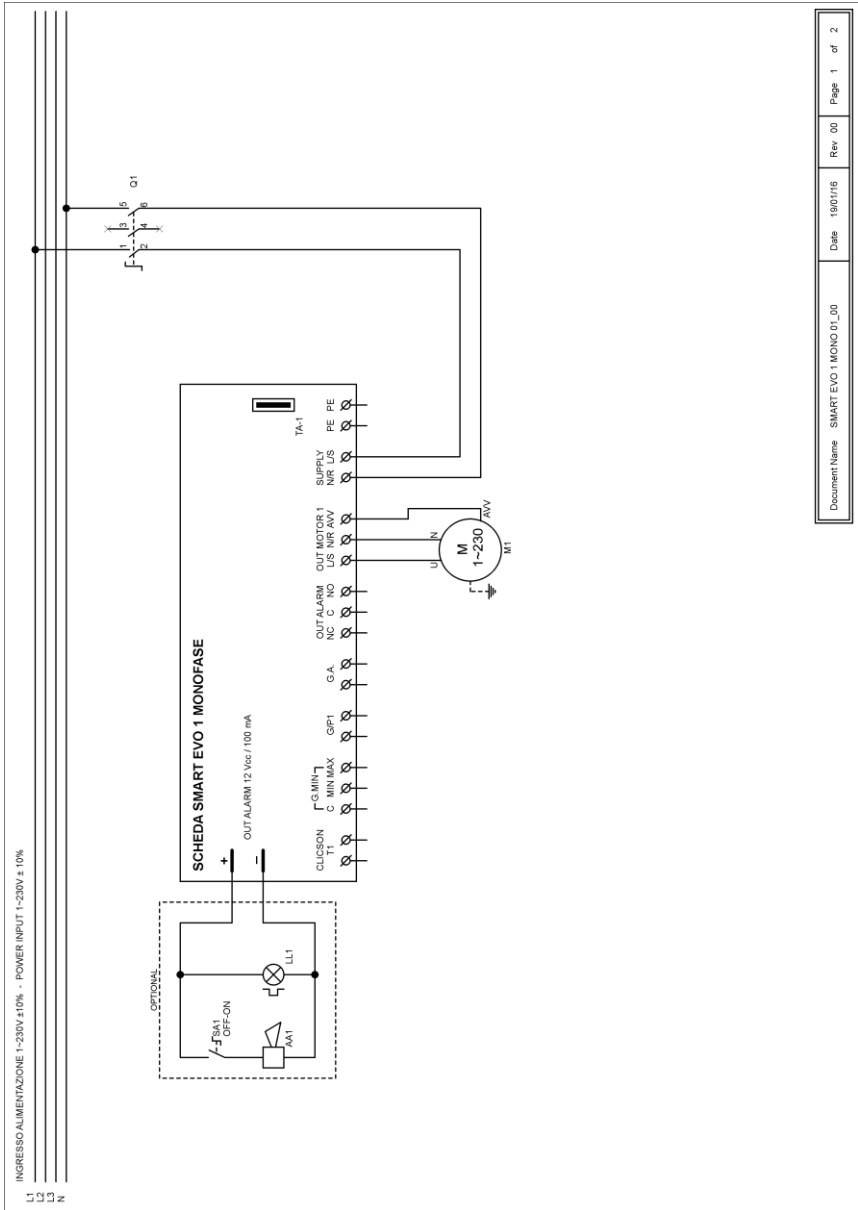 INGRESSO ALIMENTAZIONE 1~230V ±10% - POWER INPUT 1~230V ± 10%
L1
L2
L3
N
Q1
1 3 5
2 4 6
OPTIONAL
SA1
OFF-ON
AA1
LL1
SCHEDA SMART EVO 1 MONOFASE
+
OUT ALARM 12 Vcc / 100 mA
−
TA-1
CLICSON
T1
G.MIN
C MIN MAX
G/P1
G.A.
OUT ALARM
NC C NO
OUT MOTOR 1
L/S N/R AVV
SUPPLY
N/R L/S
PE PE
U N
M
1~230
AVV
M1
Document Name SMART EVO 1 MONO 01_00 Date 19/01/16 Rev 00 Page 1 of 2